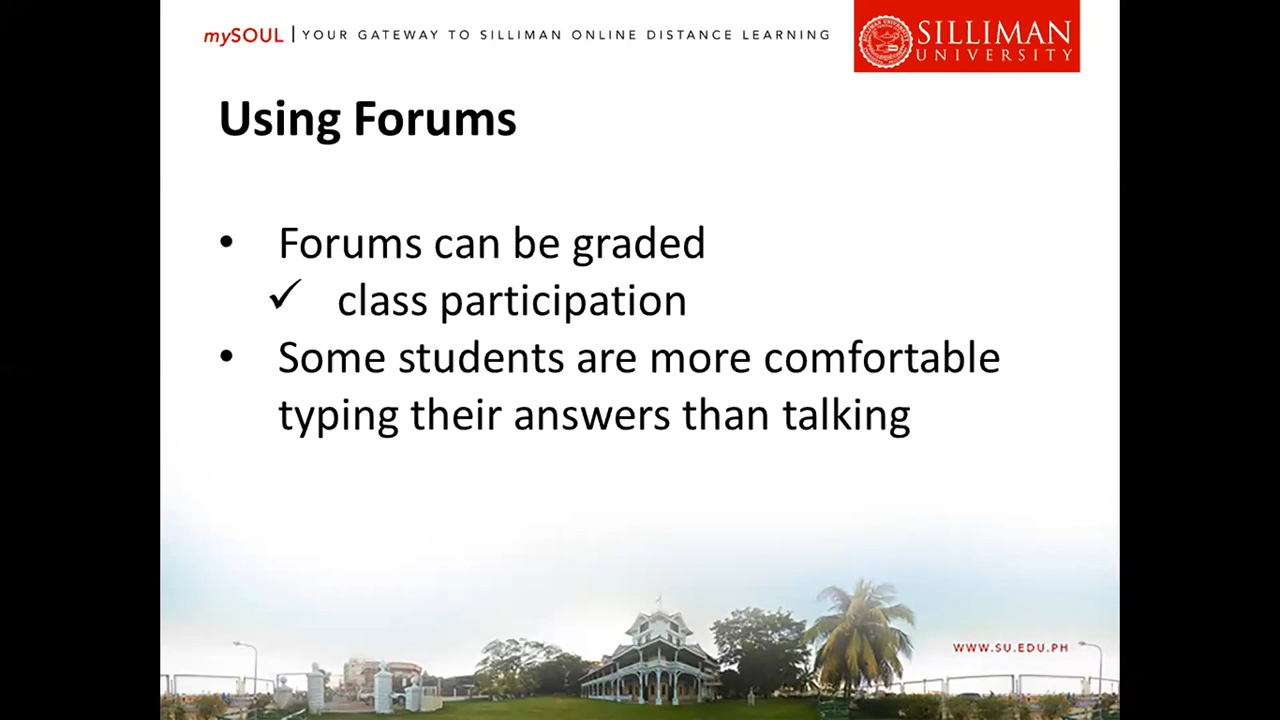 mySOUL | YOUR GATEWAY TO SILLIMAN ONLINE DISTANCE LEARNING
SILLIMAN
UNIVERSITY
Using Forums
• Forums can be graded
✓ class participation
• Some students are more comfortable
typing their answers than talking
WWW.SU.EDU.PH